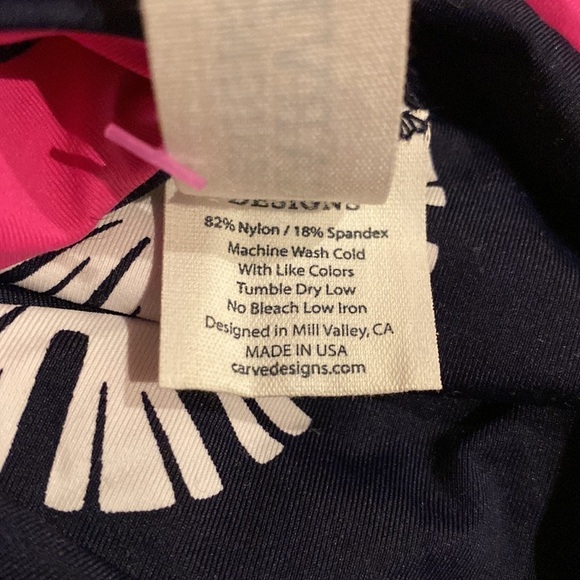 DESIGNS
82% Nylon / 18% Spandex
Machine Wash Cold
With Like Colors
Tumble Dry Low
No Bleach Low Iron
Designed in Mill Valley, CA
MADE IN USA
carvedesigns.com